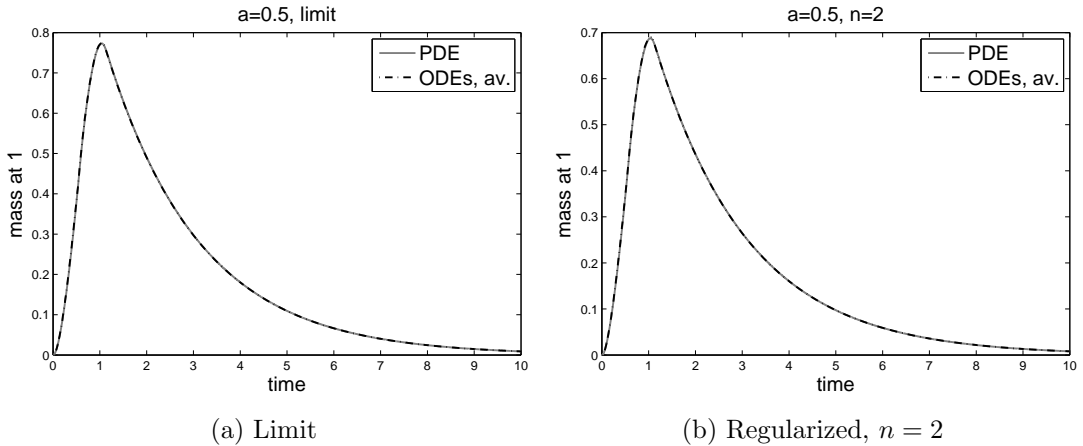 a=0.5, limit
0.8
0.7
0.6
0.5
0.4
0.3
0.2
0.1
0
mass at 1
PDE
ODEs, av.
0 1 2 3 4 5 6 7 8 9 10
time
(a) Limit
a=0.5, n=2
0.7
0.6
0.5
0.4
0.3
0.2
0.1
0
mass at 1
PDE
ODEs, av.
0 1 2 3 4 5 6 7 8 9 10
time
(b) Regularized, n = 2